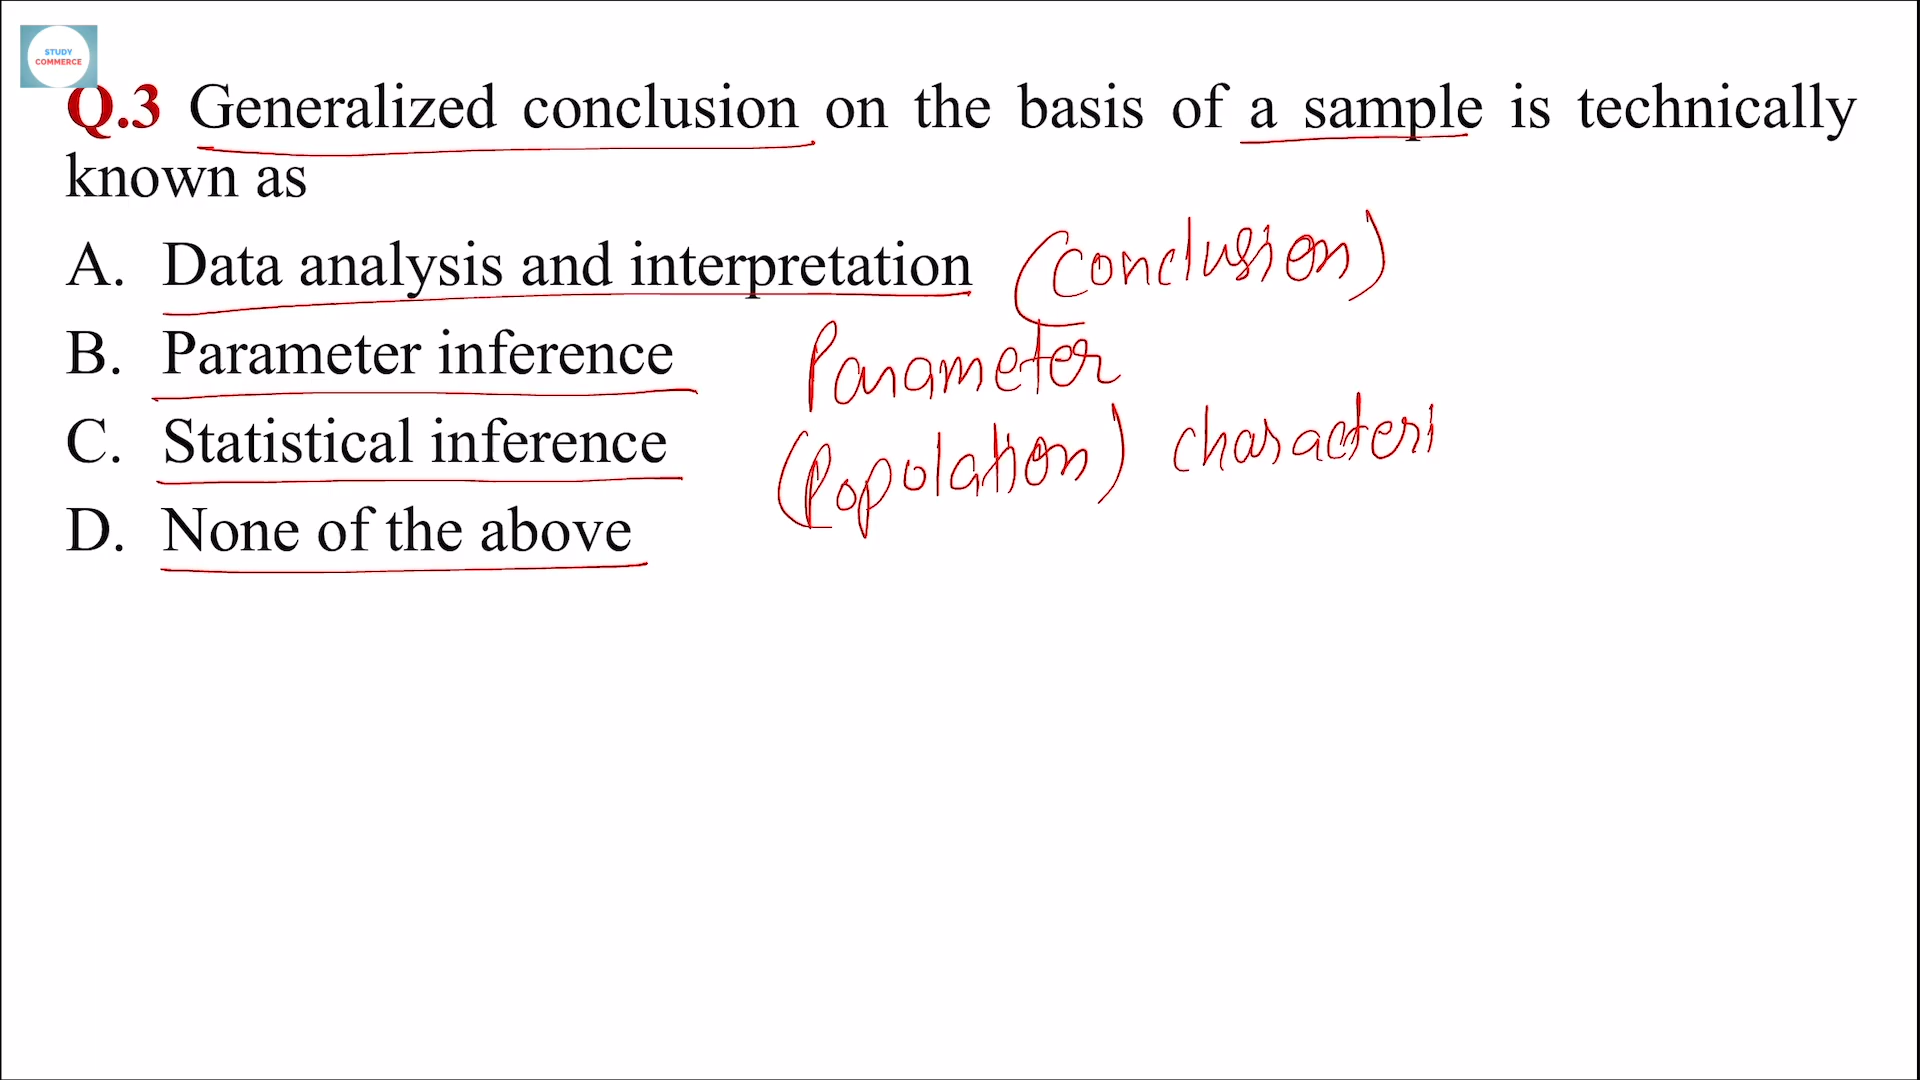 STUDY
COMMERCE
Q.3 Generalized conclusion on the basis of a sample is technically
known as
A. Data analysis and interpretation (Conclusion)
B. Parameter inference Parameter
C. Statistical inference (Population) characteri
D. None of the above